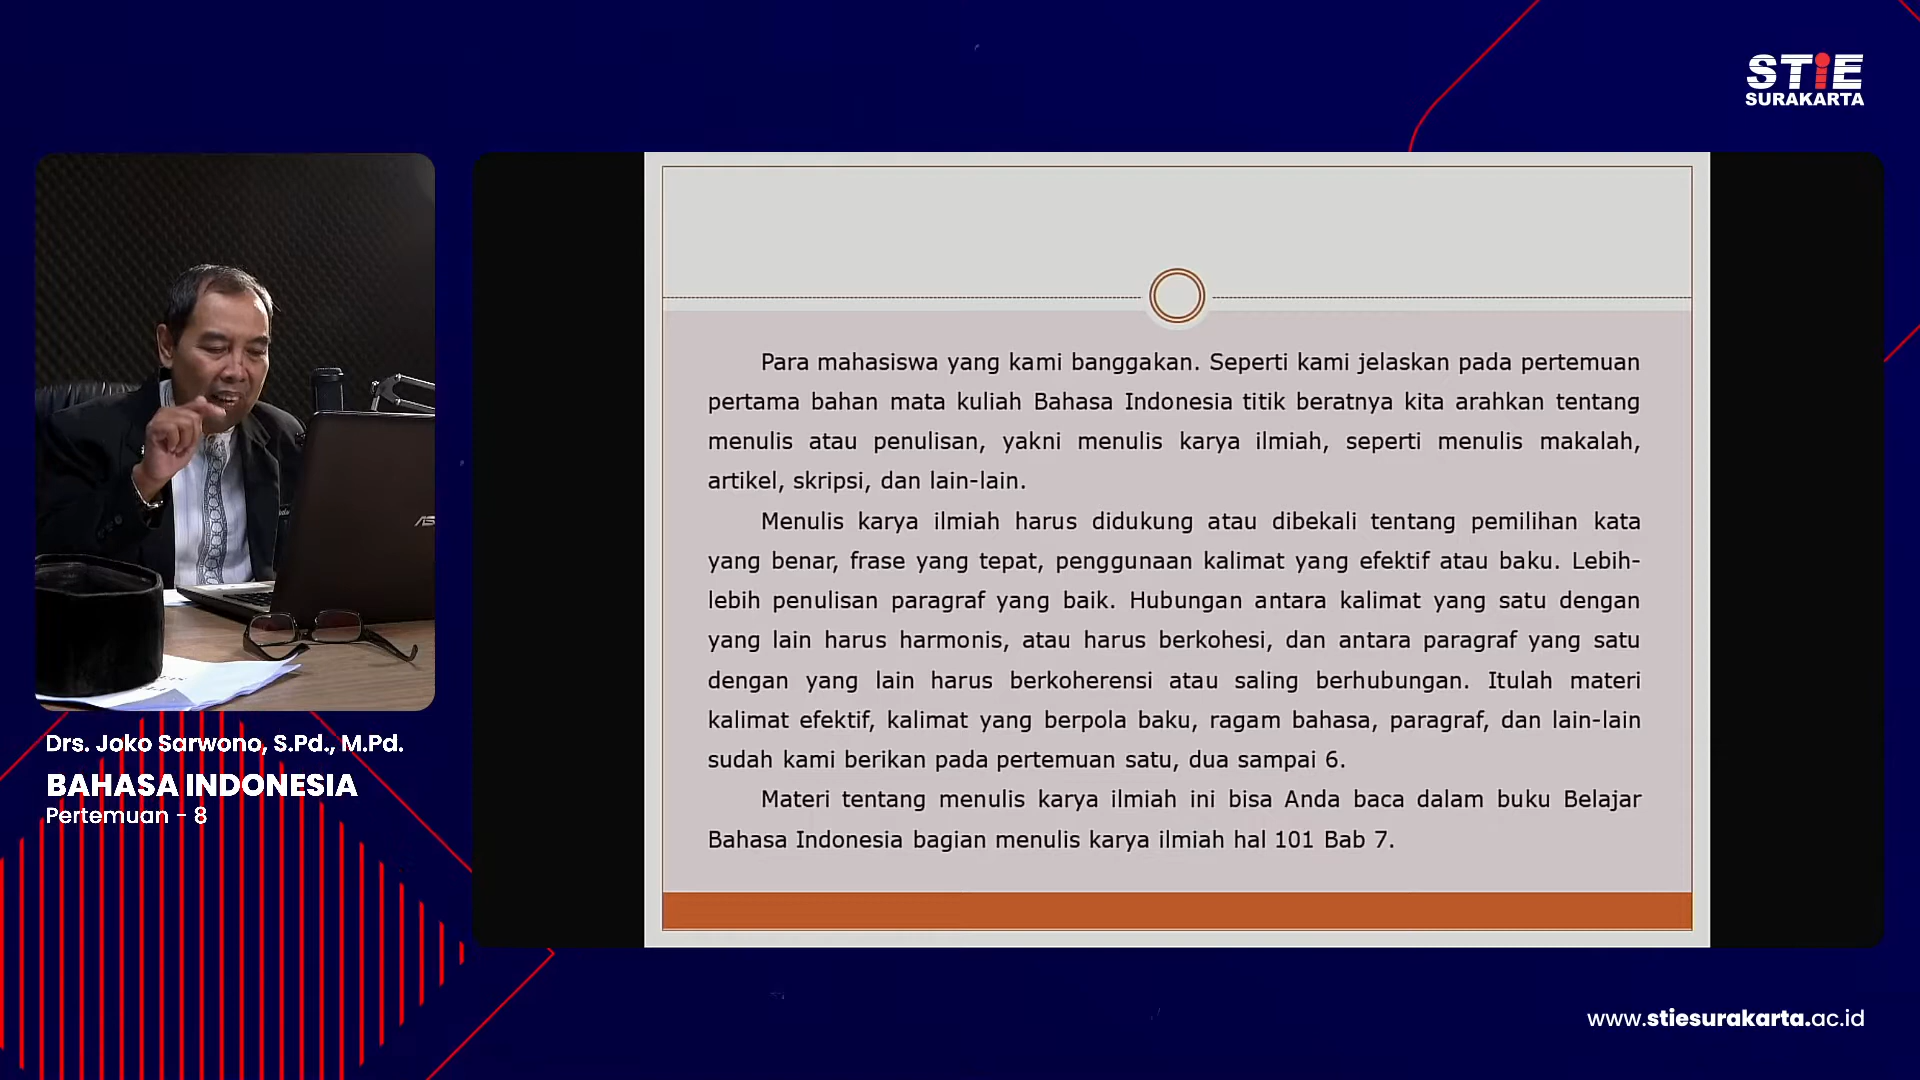 STiE
SURAKARTA
Para mahasiswa yang kami banggakan. Seperti kami jelaskan pada pertemuan
pertama bahan mata kuliah Bahasa Indonesia titik beratnya kita arahkan tentang
menulis atau penulisan, yakni menulis karya ilmiah, seperti menulis makalah,
artikel, skripsi, dan lain-lain.
Menulis karya ilmiah harus didukung atau dibekali tentang pemilihan kata
yang benar, frase yang tepat, penggunaan kalimat yang efektif atau baku. Lebih-
lebih penulisan paragraf yang baik. Hubungan antara kalimat yang satu dengan
yang lain harus harmonis, atau harus berkohesi, dan antara paragraf yang satu
dengan yang lain harus berkoherensi atau saling berhubungan. Itulah materi
kalimat efektif, kalimat yang berpola baku, ragam bahasa, paragraf, dan lain-lain
sudah kami berikan pada pertemuan satu, dua sampai 6.
Materi tentang menulis karya ilmiah ini bisa Anda baca dalam buku Belajar
Bahasa Indonesia bagian menulis karya ilmiah hal 101 Bab 7.
Drs. Joko Sarwono, S.Pd., M.Pd.
BAHASA INDONESIA
Pertemuan - 8
www.stiesurakarta.ac.id